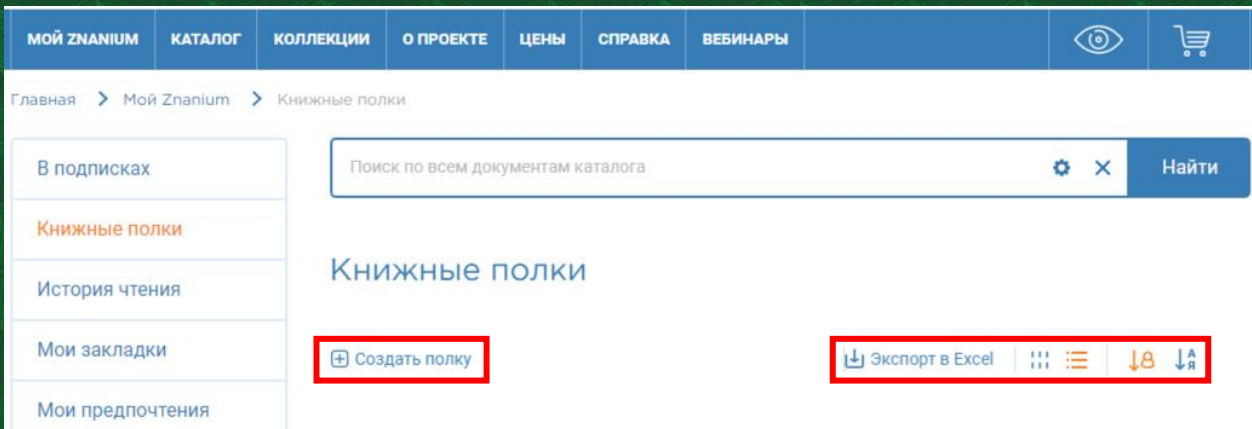 МОЙ ZNANIUM КАТАЛОГ КОЛЛЕКЦИИ О ПРОЕКТЕ ЦЕНЫ СПРАВКА ВЕБИНАРЫ
Главная > Мой Znanium > Книжные полки
В подписках
Книжные полки
История чтения
Мои закладки
Мои предпочтения
Поиск по всем документам каталога Найти
Книжные полки
Создать полку Экспорт в Excel А Я